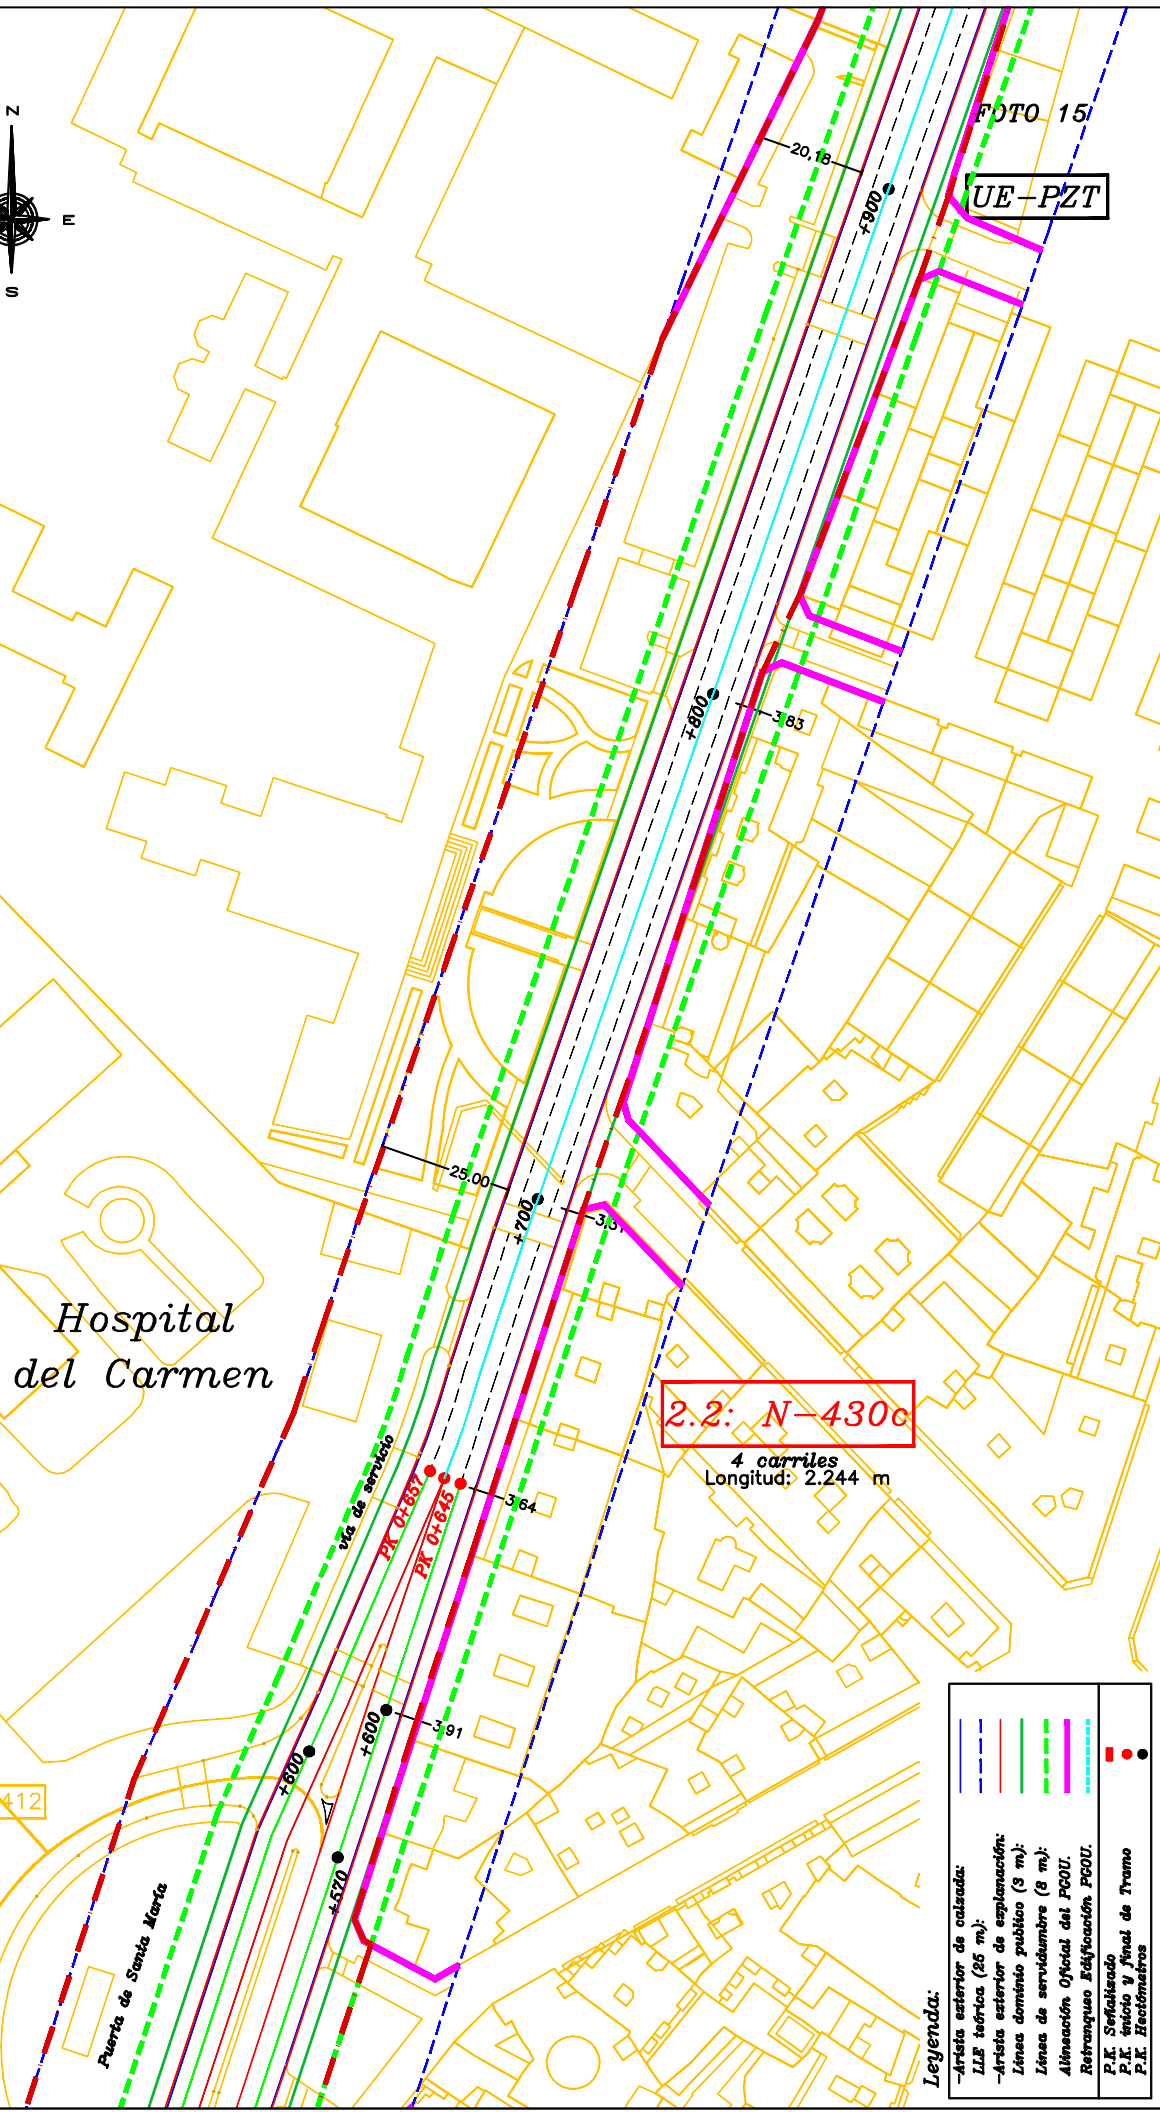 N
E
S
FOTO 15
UE-PZT
20,18
+900
+800
3,83
25.00
+700
Hospital
del Carmen
2.2: N-430c
4 carriles
Longitud: 2.244 m
vía de servicio
PK 0+657
PK 0+645
3,64
+600
+600
3,91
+570
412
Puerta de Santa María
Leyenda:
-Arista exterior de calzada:
LLE teórica (25 m):
-Arista exterior de explanación:
Línea dominio público (3 m):
Línea de servidumbre (8 m):
Alineación Oficial del PGOU.
Retranqueo Edificación PGOU.
P.K. Señalizado
P.K. inicio y final de Tramo
P.K. Hectómetros